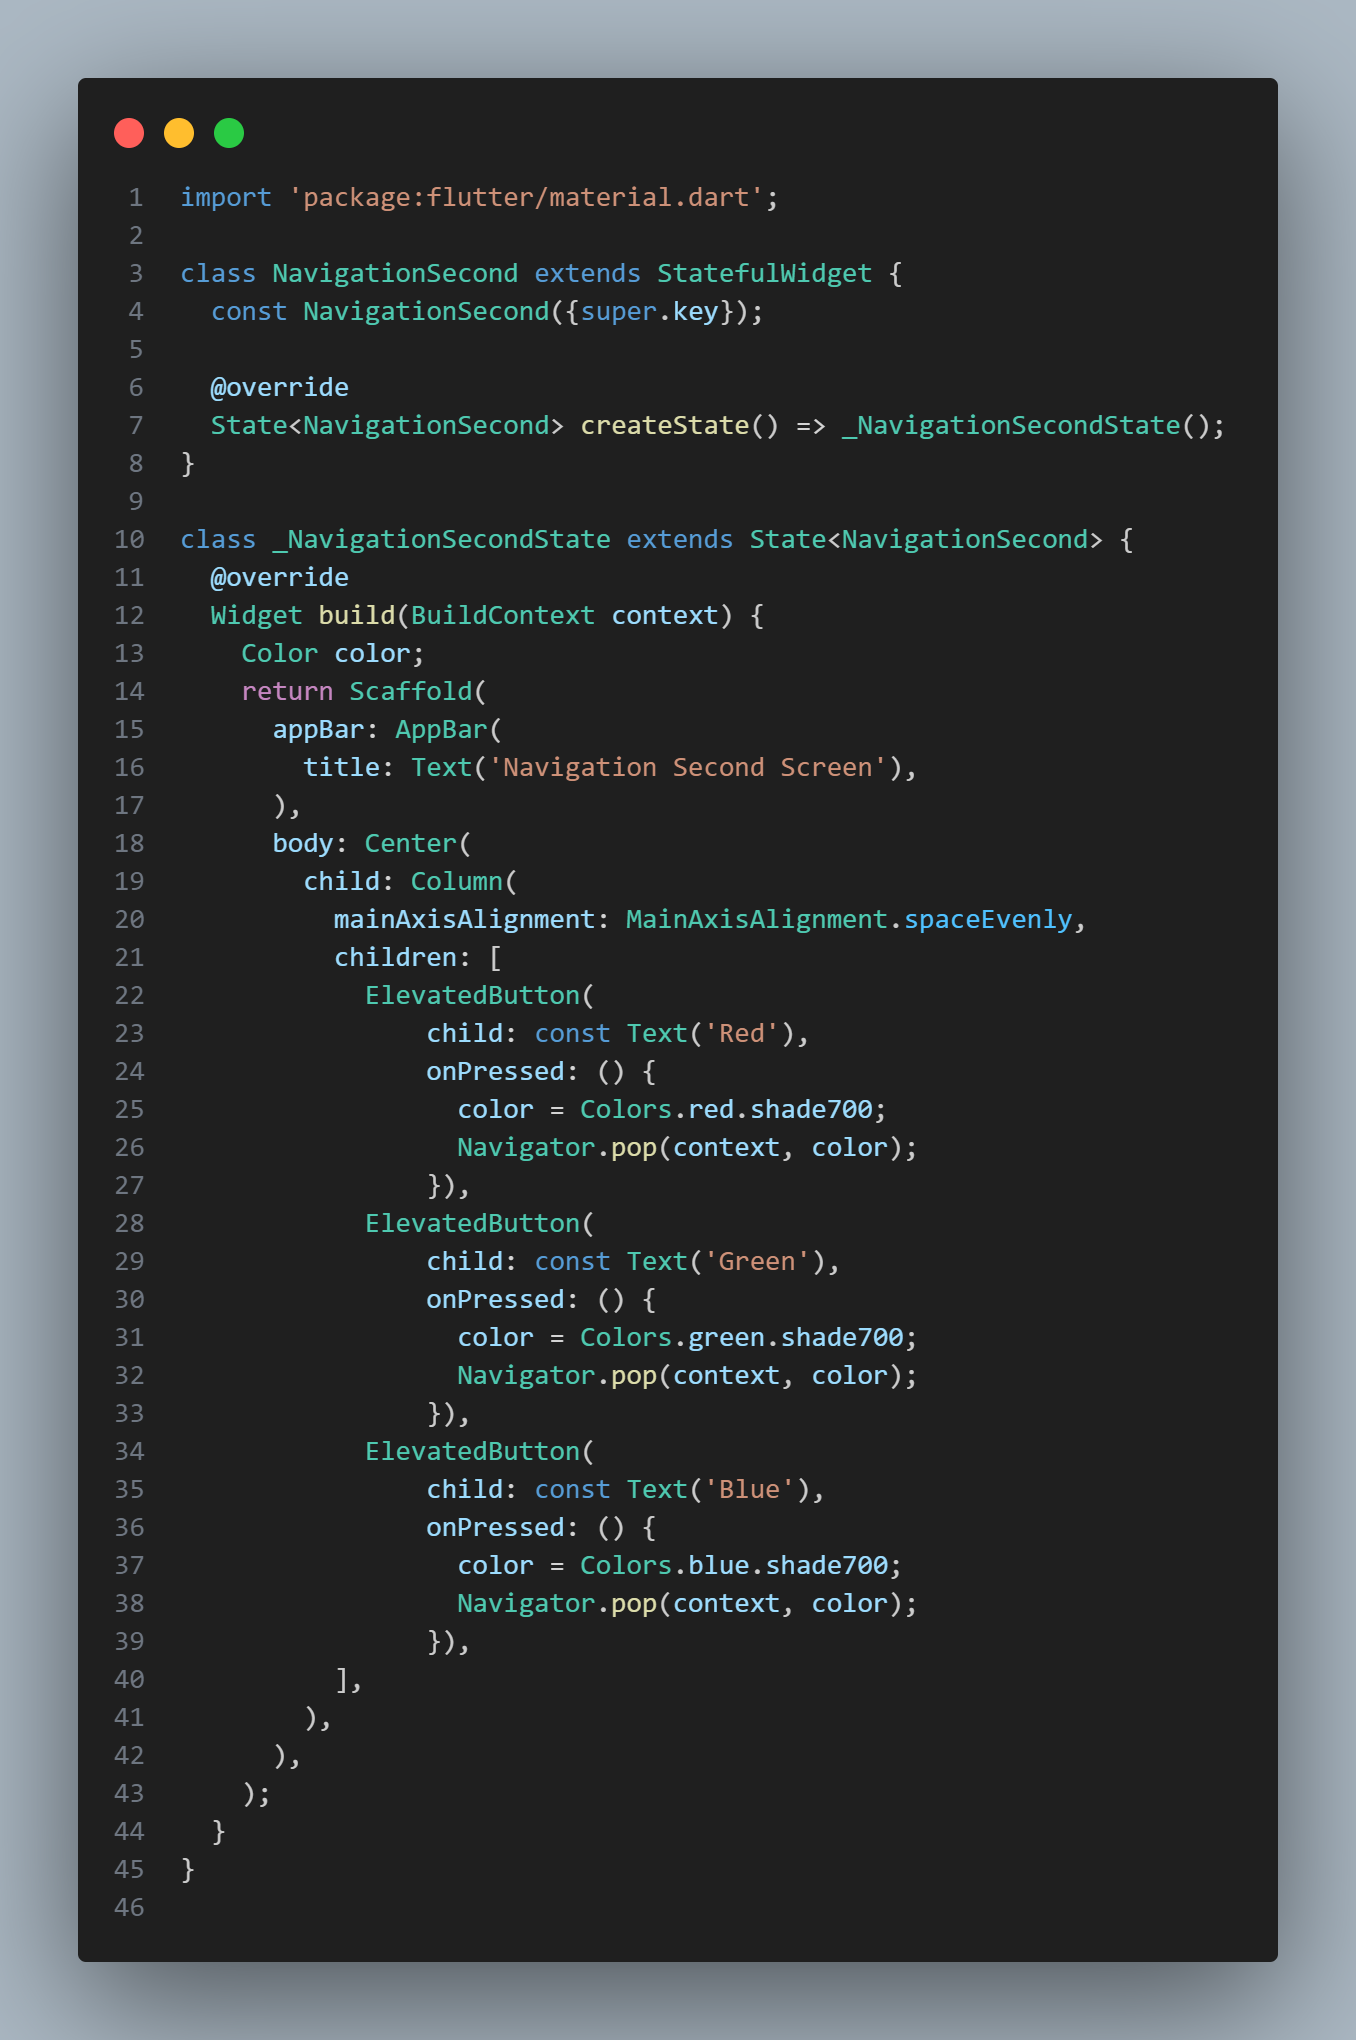 1 import 'package:flutter/material.dart';
2
3 class NavigationSecond extends StatefulWidget {
4   const NavigationSecond({super.key});
5
6   @override
7   State<NavigationSecond> createState() => _NavigationSecondState();
8 }
9
10 class _NavigationSecondState extends State<NavigationSecond> {
11   @override
12   Widget build(BuildContext context) {
13     Color color;
14     return Scaffold(
15       appBar: AppBar(
16         title: Text('Navigation Second Screen'),
17       ),
18       body: Center(
19         child: Column(
20           mainAxisAlignment: MainAxisAlignment.spaceEvenly,
21           children: [
22             ElevatedButton(
23                 child: const Text('Red'),
24                 onPressed: () {
25                   color = Colors.red.shade700;
26                   Navigator.pop(context, color);
27                 }),
28             ElevatedButton(
29                 child: const Text('Green'),
30                 onPressed: () {
31                   color = Colors.green.shade700;
32                   Navigator.pop(context, color);
33                 }),
34             ElevatedButton(
35                 child: const Text('Blue'),
36                 onPressed: () {
37                   color = Colors.blue.shade700;
38                   Navigator.pop(context, color);
39                 }),
40           ],
41         ),
42       ),
43     );
44   }
45 }
46